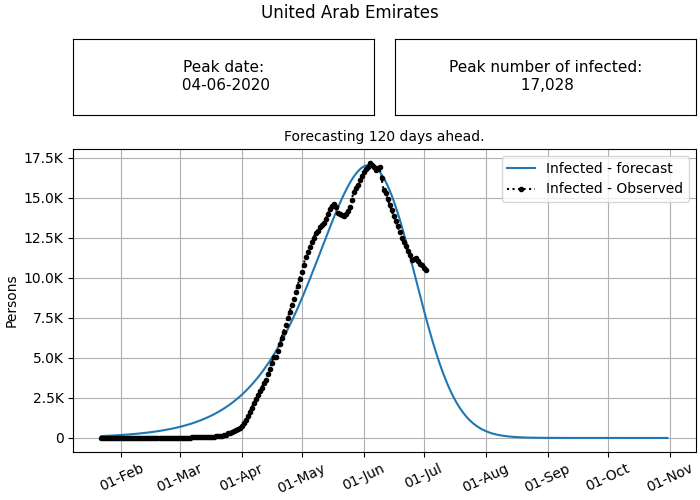 United Arab Emirates
Peak date:
04-06-2020
Peak number of infected:
17,028
Forecasting 120 days ahead.
Infected - forecast
Infected - Observed
Persons
17.5K
15.0K
12.5K
10.0K
7.5K
5.0K
2.5K
0
01-Feb
01-Mar
01-Apr
01-May
01-Jun
01-Jul
01-Aug
01-Sep
01-Oct
01-Nov